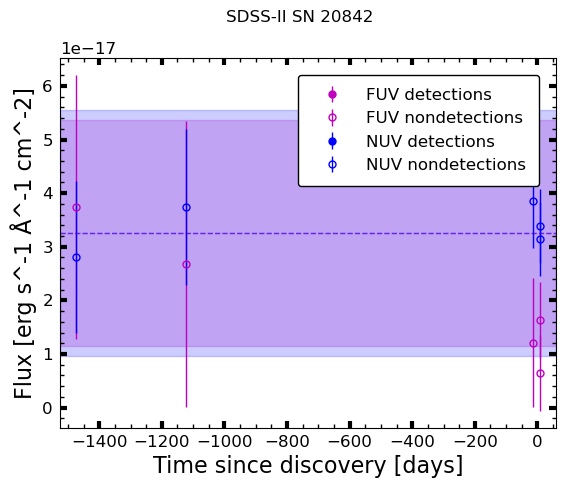 SDSS-II SN 20842
1e−17
FUV detections
FUV nondetections
NUV detections
NUV nondetections
Flux [erg s^-1 Å^-1 cm^-2]
6
5
4
3
2
1
0
−1400 −1200 −1000 −800 −600 −400 −200 0
Time since discovery [days]